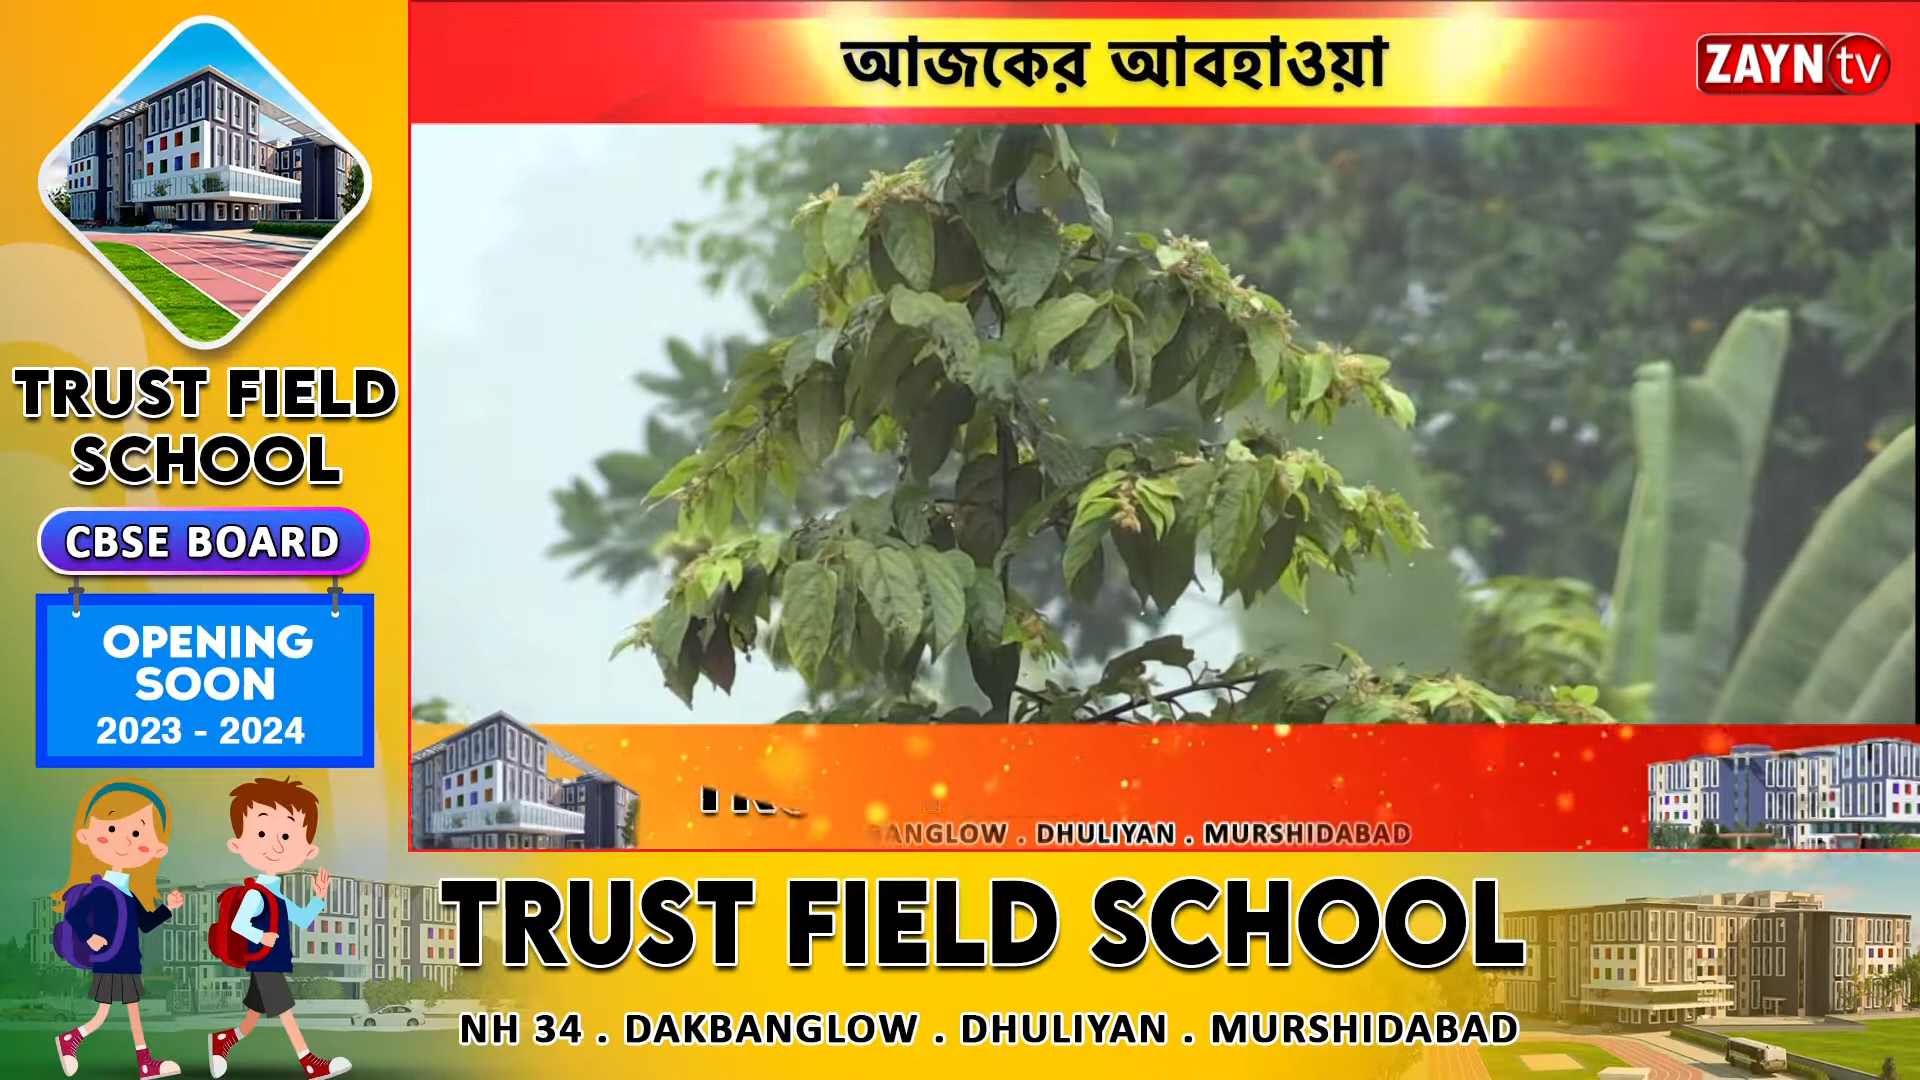 আজকের আবহাওয়া
ZAYN tv
TRUST FIELD
SCHOOL
CBSE BOARD
OPENING
SOON
2023 - 2024
BANGLOW . DHULIYAN . MURSHIDABAD
TRUST FIELD SCHOOL
NH 34 . DAKBANGLOW . DHULIYAN . MURSHIDABAD